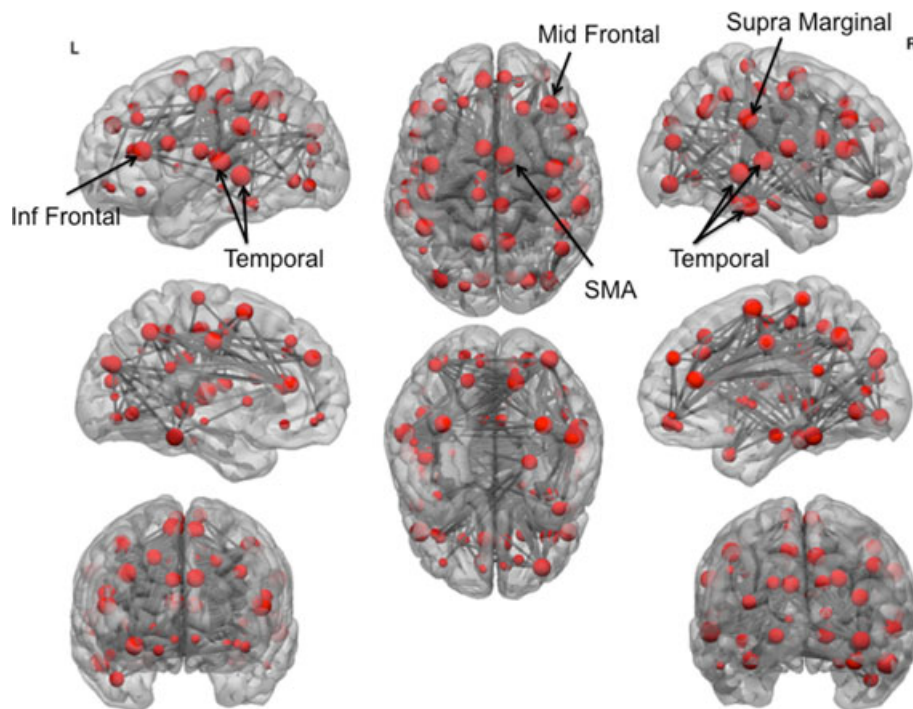 L
Mid Frontal
Supra Marginal
R
Inf Frontal
Temporal
SMA
Temporal